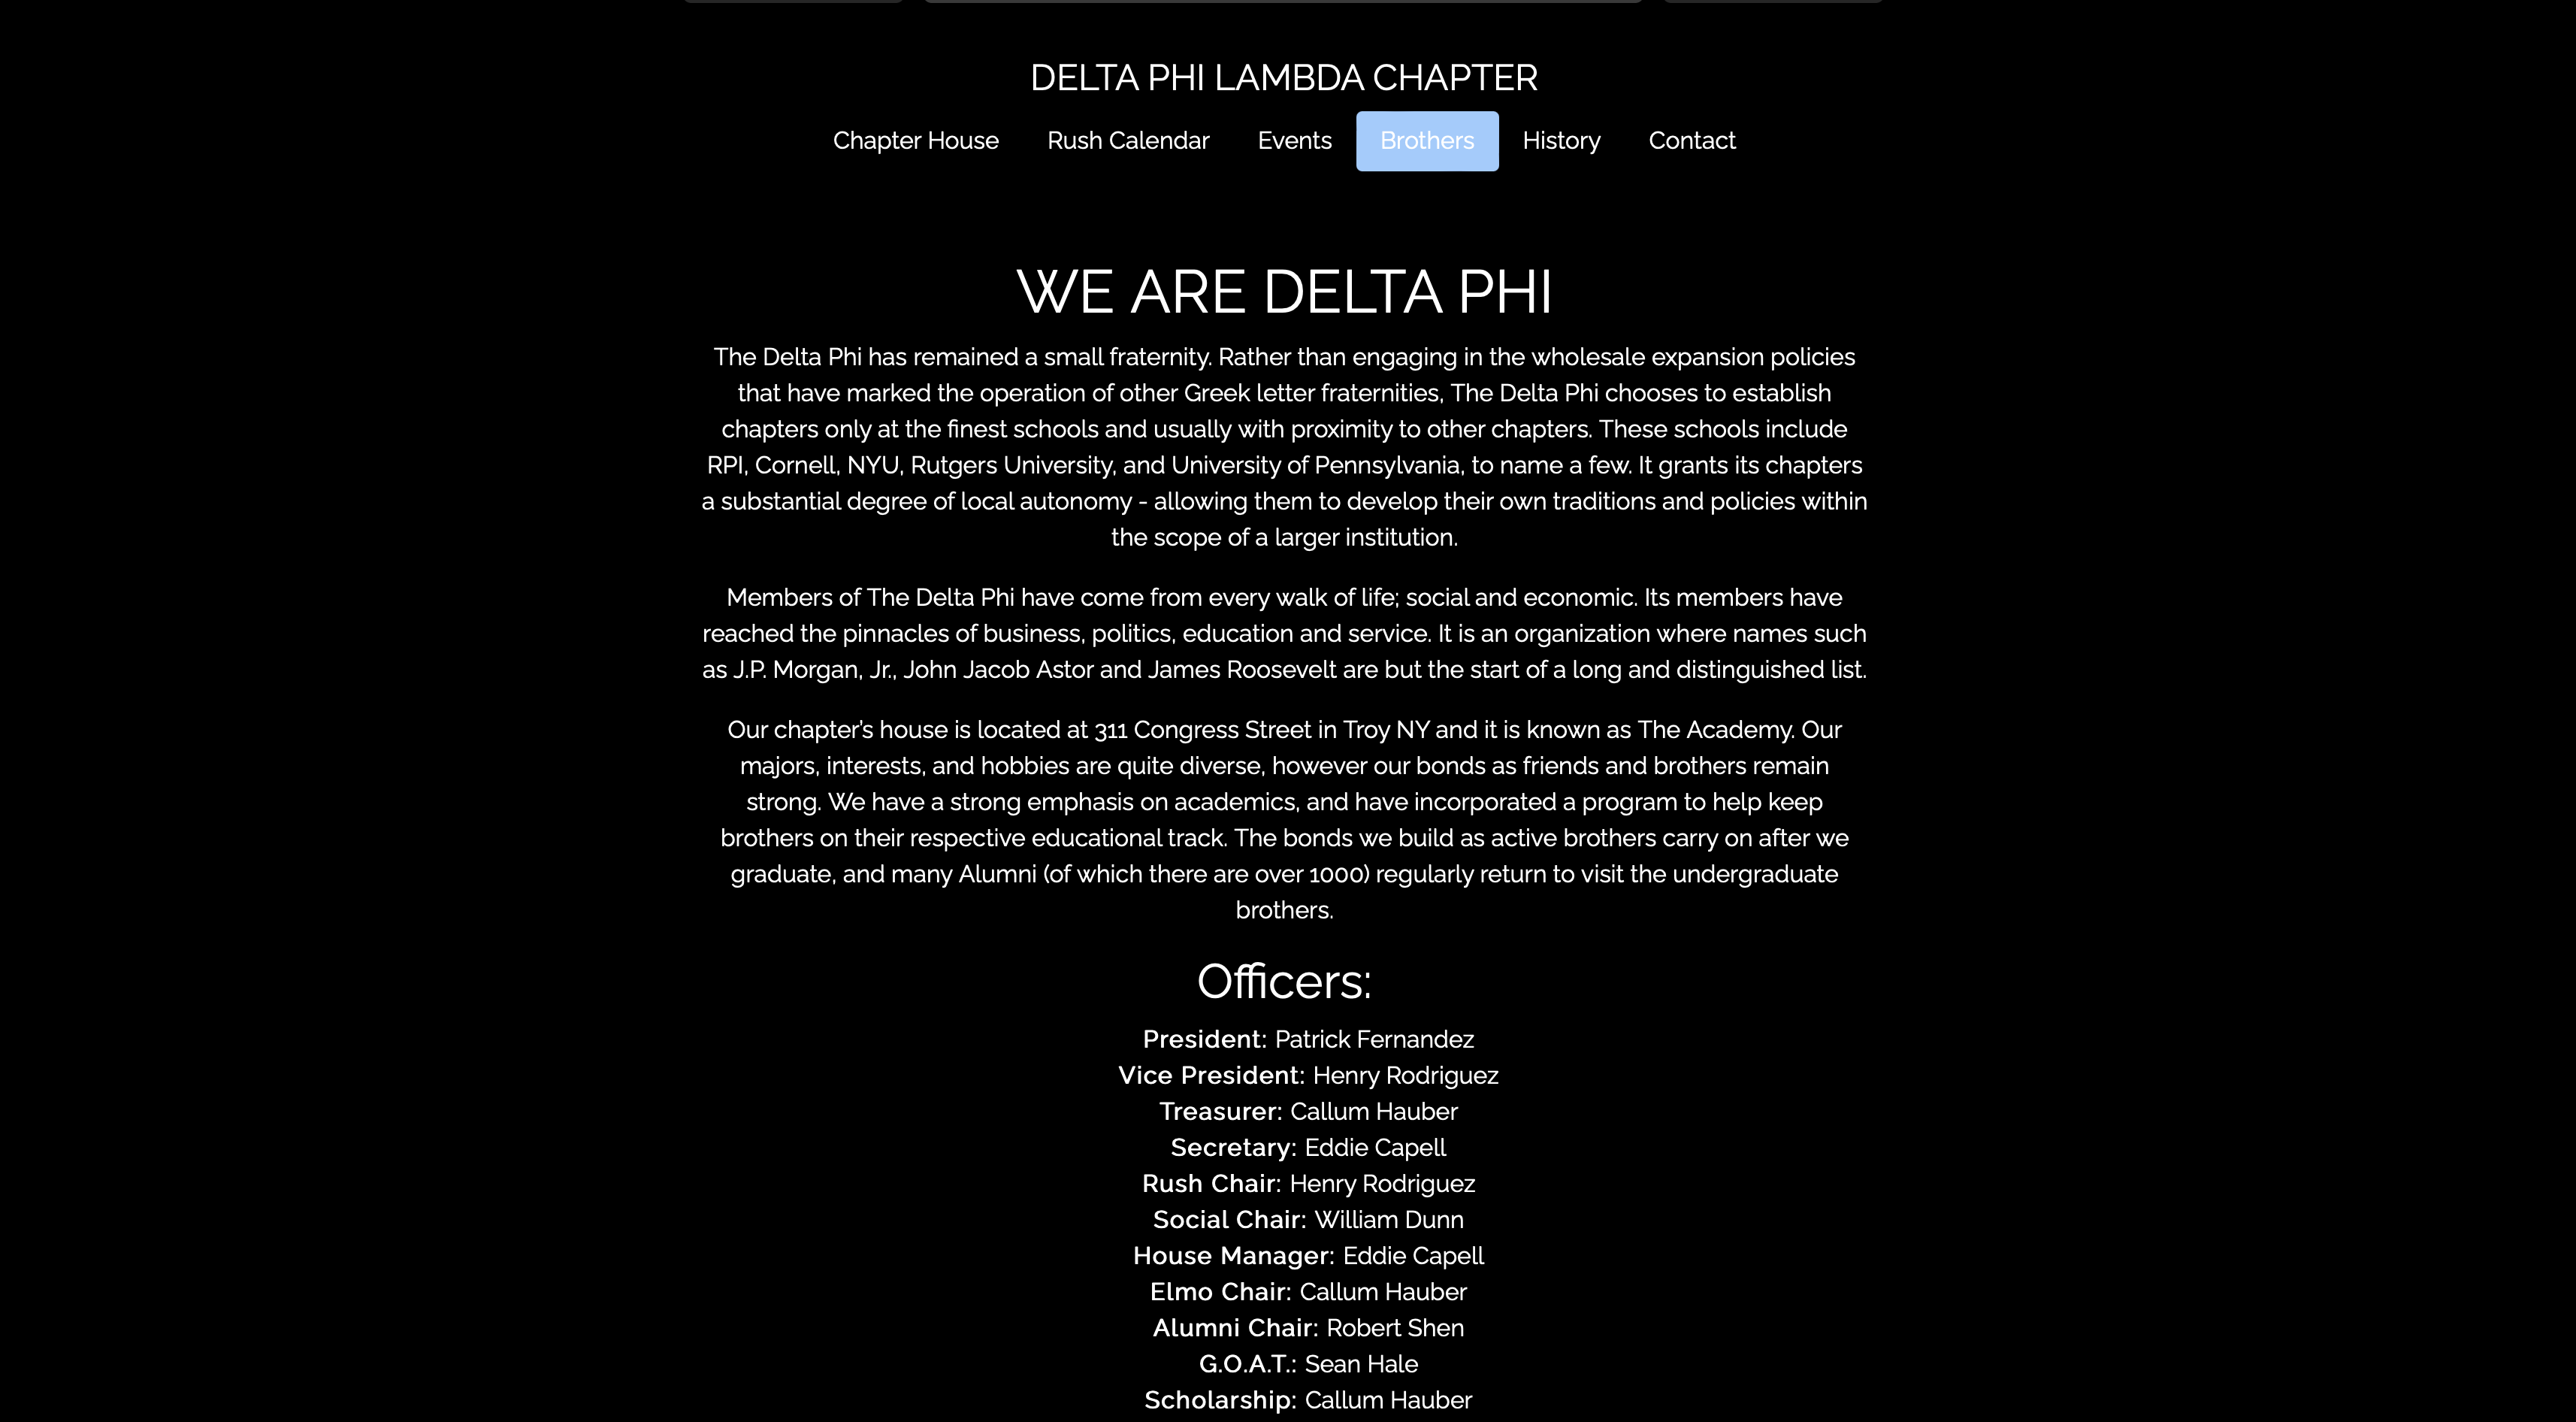 DELTA PHI LAMBDA CHAPTER
Chapter House Rush Calendar Events Brothers History Contact
WE ARE DELTA PHI
The Delta Phi has remained a small fraternity. Rather than engaging in the wholesale expansion policies
that have marked the operation of other Greek letter fraternities, The Delta Phi chooses to establish
chapters only at the finest schools and usually with proximity to other chapters. These schools include
RPI, Cornell, NYU, Rutgers University, and University of Pennsylvania, to name a few. It grants its chapters
a substantial degree of local autonomy - allowing them to develop their own traditions and policies within
the scope of a larger institution.
Members of The Delta Phi have come from every walk of life; social and economic. Its members have
reached the pinnacles of business, politics, education and service. It is an organization where names such
as J.P. Morgan, Jr., John Jacob Astor and James Roosevelt are but the start of a long and distinguished list.
Our chapter's house is located at 311 Congress Street in Troy NY and it is known as The Academy. Our
majors, interests, and hobbies are quite diverse, however our bonds as friends and brothers remain
strong. We have a strong emphasis on academics, and have incorporated a program to help keep
brothers on their respective educational track. The bonds we build as active brothers carry on after we
graduate, and many Alumni (of which there are over 1000) regularly return to visit the undergraduate
brothers.
Officers:
President: Patrick Fernandez
Vice President: Henry Rodriguez
Treasurer: Callum Hauber
Secretary: Eddie Capell
Rush Chair: Henry Rodriguez
Social Chair: William Dunn
House Manager: Eddie Capell
Elmo Chair: Callum Hauber
Alumni Chair: Robert Shen
G.O.A.T.: Sean Hale
Scholarship: Callum Hauber